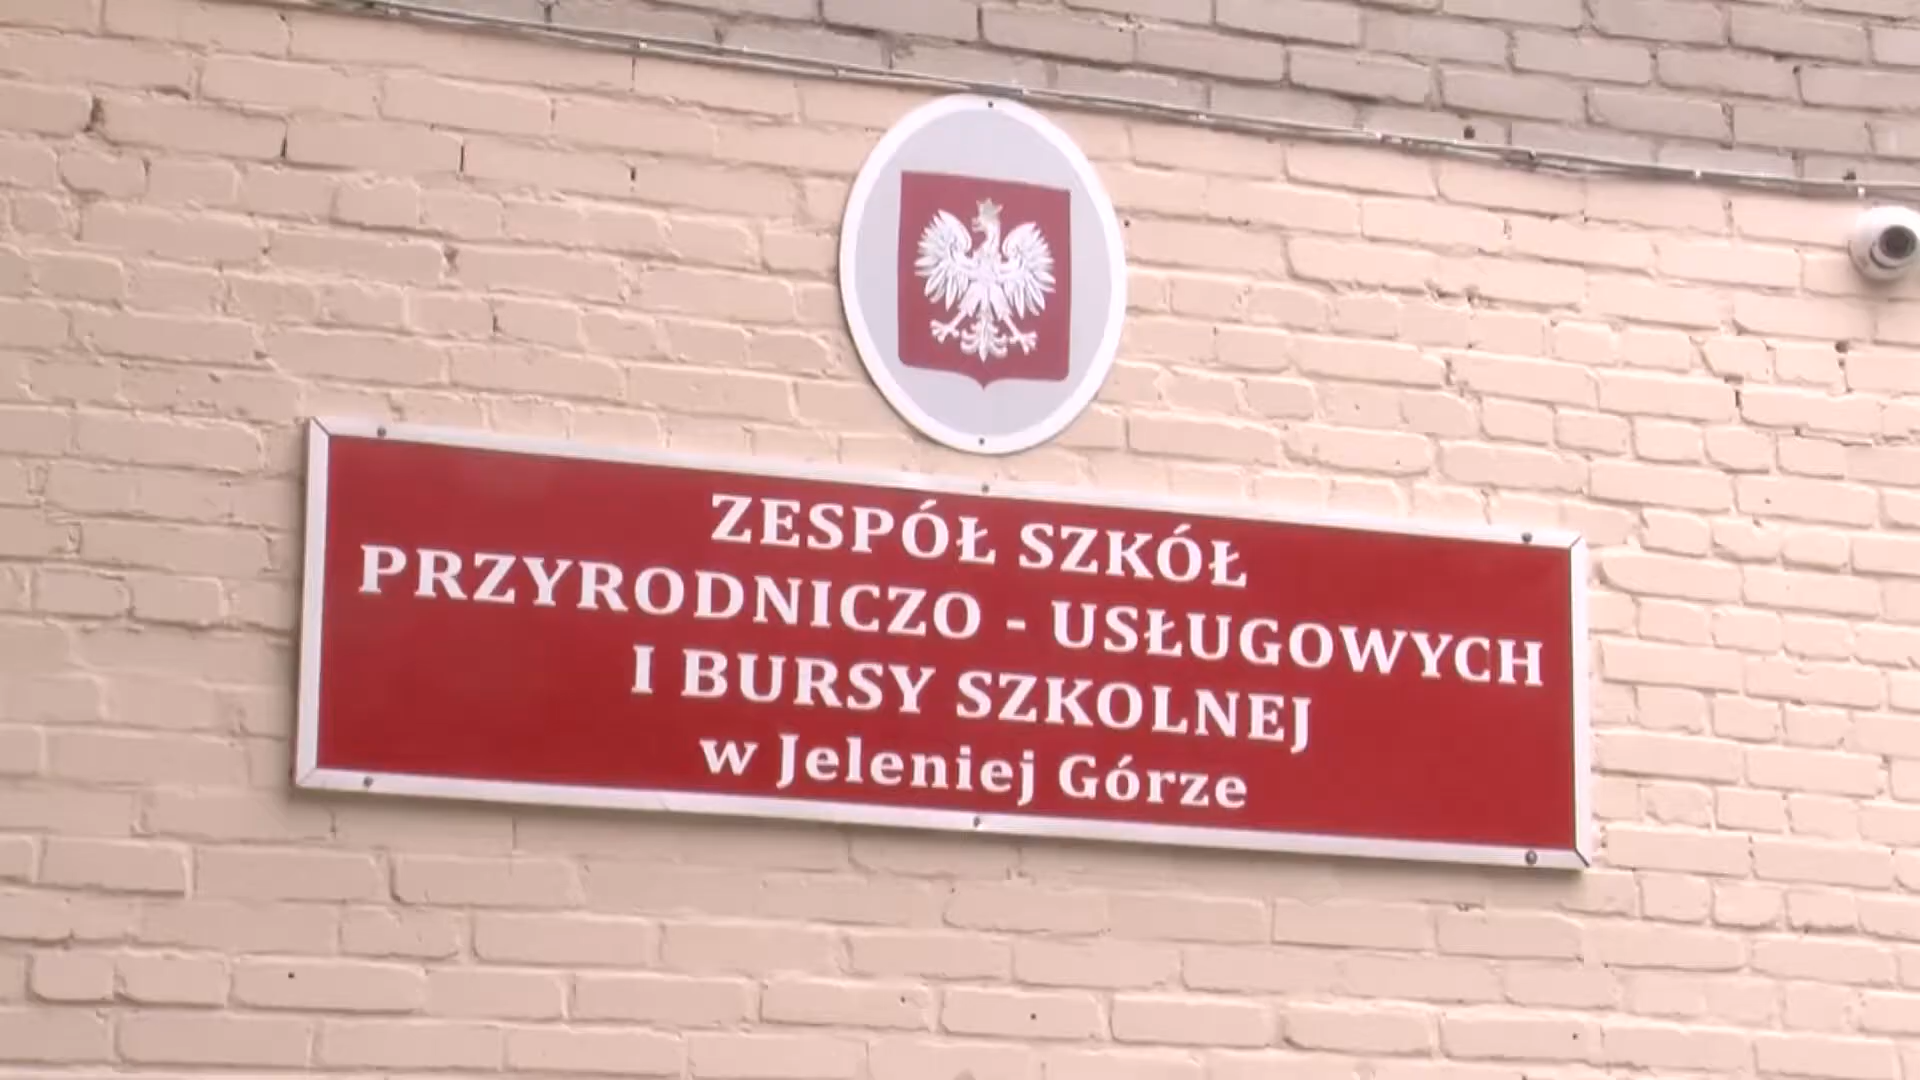 ZESPÓŁ SZKÓŁ
PRZYRODNICZO - USŁUGOWYCH
I BURSY SZKOLNEJ
w Jeleniej Górze